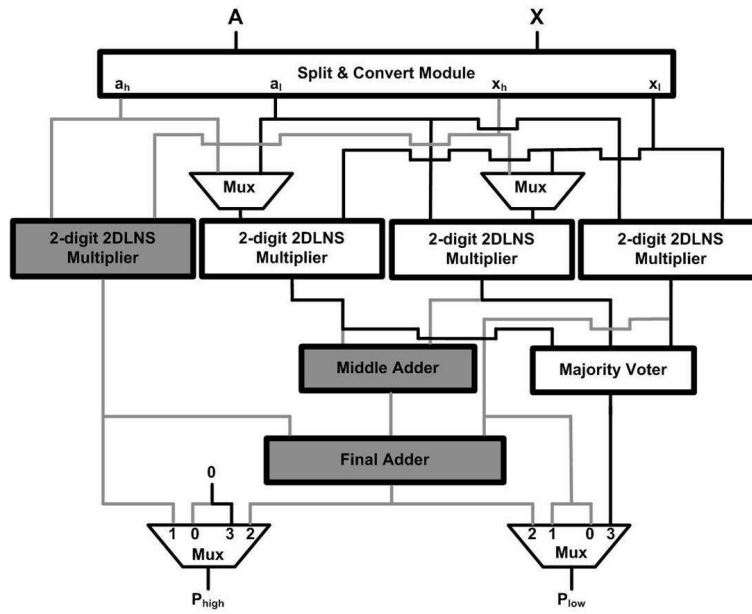 A X
Split & Convert Module
ah al xh xl
Mux Mux
2-digit 2DLNS Multiplier
2-digit 2DLNS Multiplier
2-digit 2DLNS Multiplier
2-digit 2DLNS Multiplier
Middle Adder
Majority Voter
Final Adder
0
1 0 3 2
2 1 0 3
Mux Mux
Phigh Plow